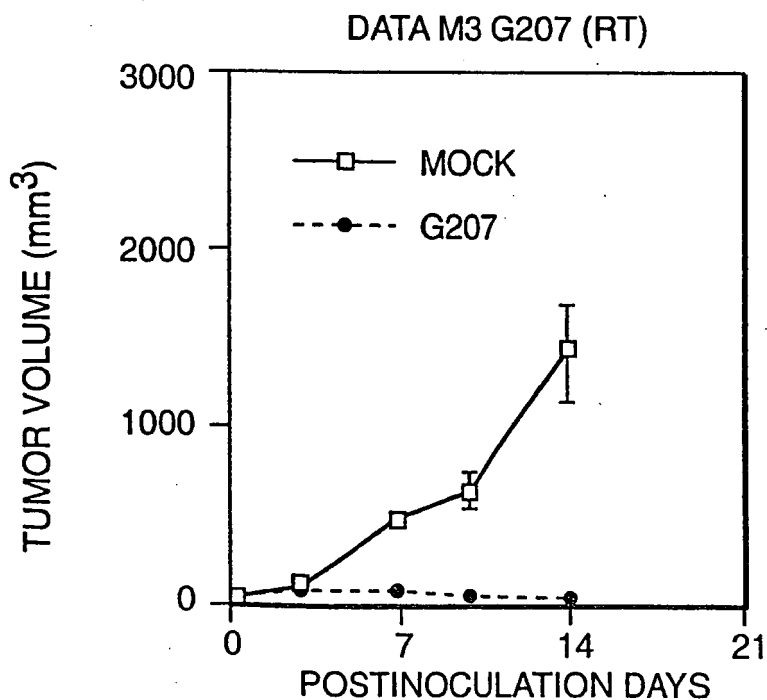 DATA M3 G207 (RT)
3000
2000
1000
0
TUMOR VOLUME (mm³)
MOCK
G207
0 7 14 21
POSTINOCULATION DAYS